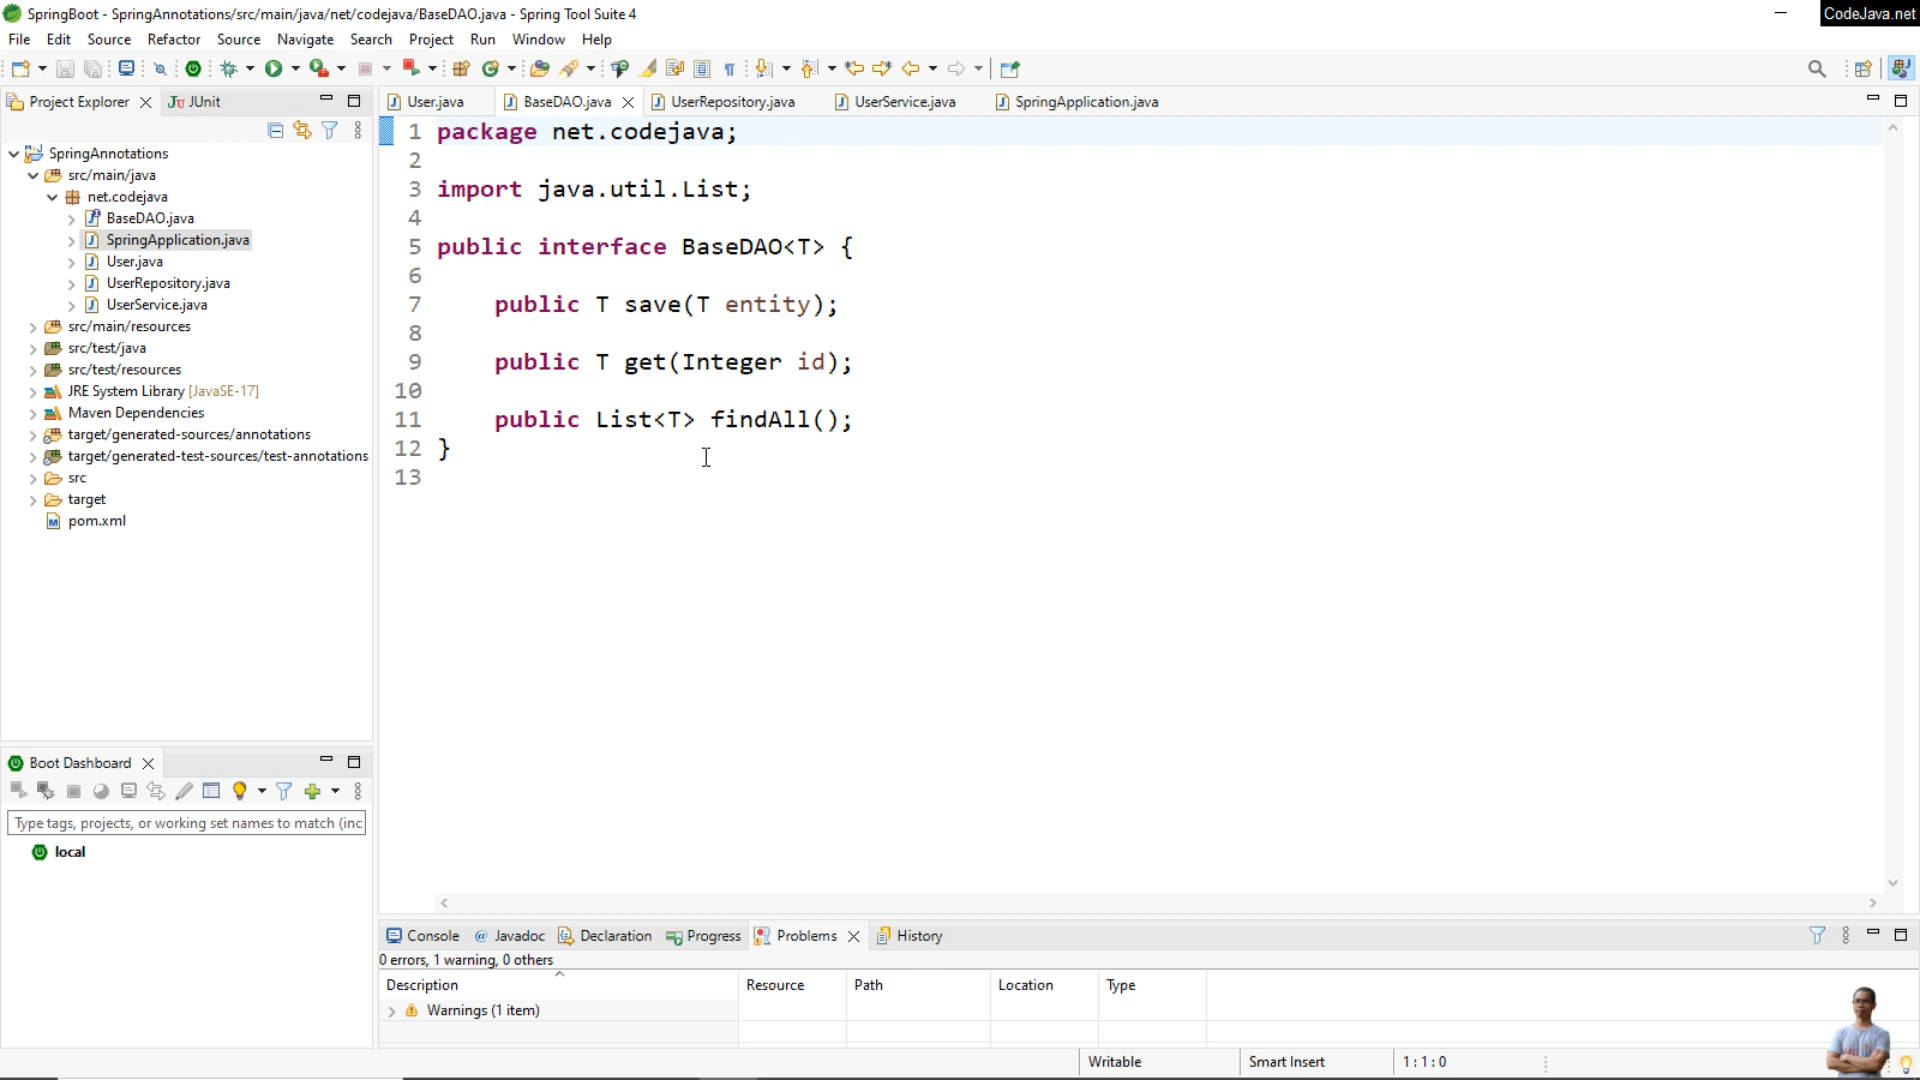 SpringBoot - SpringAnnotations/src/main/java/net/codejava/BaseDAO.java - Spring Tool Suite 4
CodeJava.net
File Edit Source Refactor Source Navigate Search Project Run Window Help
Project Explorer JUnit
User.java BaseDAO.java UserRepository.java UserService.java SpringApplication.java
SpringAnnotations
src/main/java
net.codejava
BaseDAO.java
SpringApplication.java
User.java
UserRepository.java
UserService.java
src/main/resources
src/test/java
src/test/resources
JRE System Library [JavaSE-17]
Maven Dependencies
target/generated-sources/annotations
target/generated-test-sources/test-annotations
src
target
pom.xml
1 package net.codejava;
2
3 import java.util.List;
4
5 public interface BaseDAO<T> {
6
7 public T save(T entity);
8
9 public T get(Integer id);
10
11 public List<T> findAll();
12 }
13
Boot Dashboard
Type tags, projects, or working set names to match (inc
local
Console Javadoc Declaration Progress Problems History
0 errors, 1 warning, 0 others
Description Resource Path Location Type
Warnings (1 item)
Writable Smart Insert 1 : 1 : 0